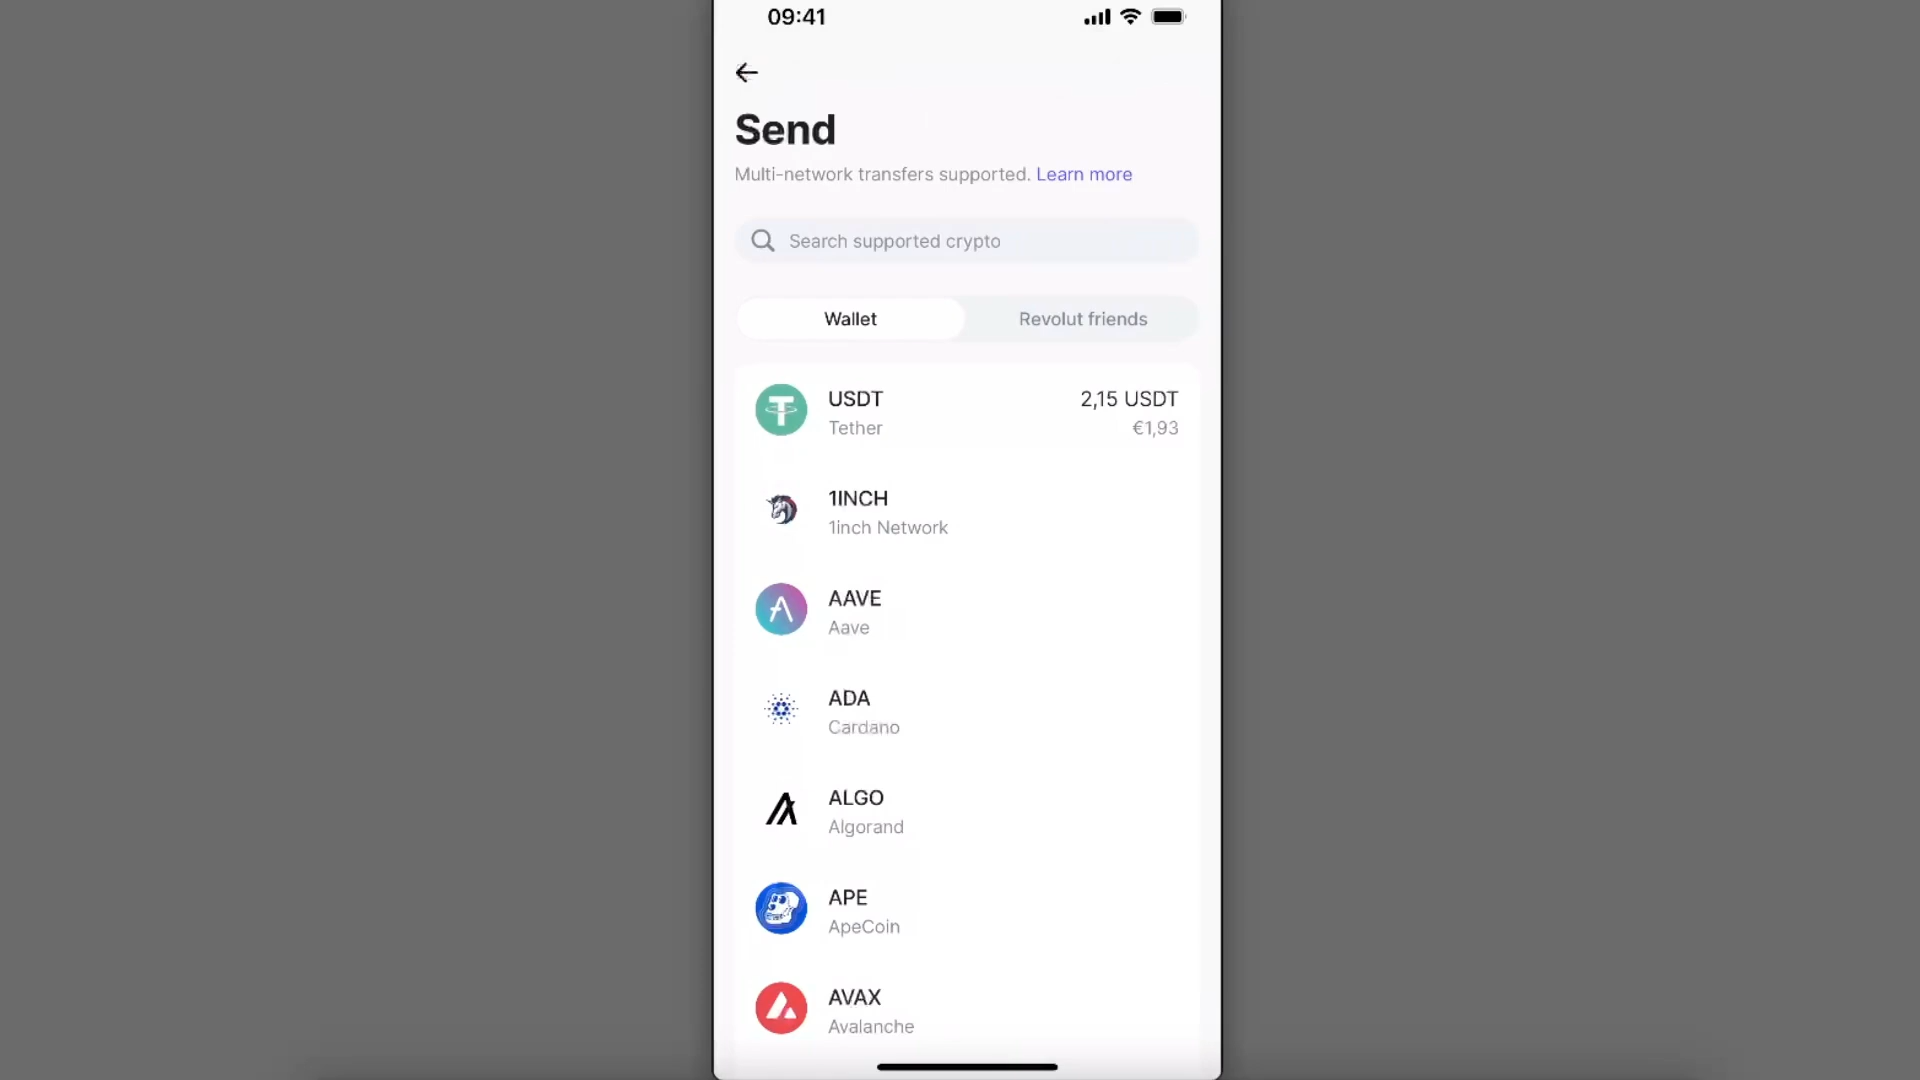 09:41
Send
Multi-network transfers supported. Learn more
Search supported crypto
Wallet
Revolut friends
USDT
2,15 USDT
Tether
€1,93
1INCH
1inch Network
AAVE
Aave
ADA
Cardano
ALGO
Algorand
APE
ApeCoin
AVAX
Avalanche